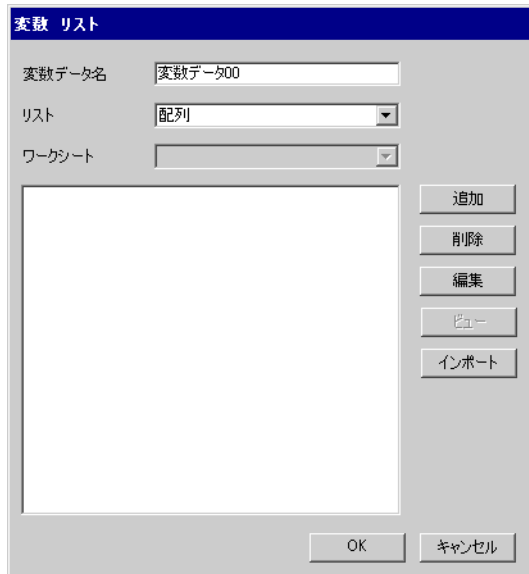 変数 リスト
変数データ名 変数データ00
リスト 配列
ワークシート
追加
削除
編集
ビュー
インポート
OK キャンセル